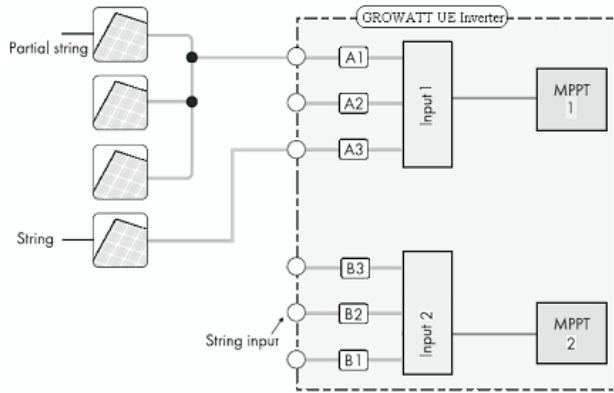 GROWATT UE Inverter
Partial string
A1
A2
A3
Input 1
MPPT
1
String
B3
B2
B1
Input 2
MPPT
2
String input